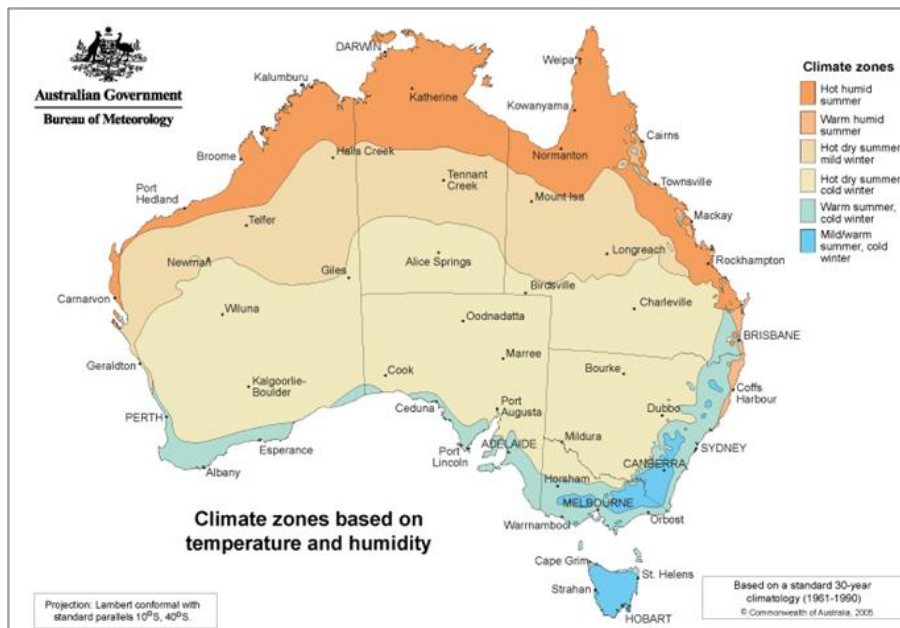 Australian Government
Bureau of Meteorology
DARWIN
Weipa
Kalumburu
Katherine
Kowanyama
Cairns
Broome
Halls Creek
Normanton
Tennant
Creek
Mount Isa
Townsville
Port
Hedland
Telfer
Mackay
Newman
Giles
Alice Springs
Longreach
Rockhampton
Carnarvon
Birdsville
Wiluna
Oodnadatta
Charleville
BRISBANE
Geraldton
Marree
Kalgoorlie-
Boulder
Cook
Bourke
Coffs
Harbour
PERTH
Ceduna
Port
Augusta
Dubbo
Esperance
Mildura
SYDNEY
Albany
Port
Lincoln
ADELAIDE
CANBERRA
Horsham
MELBOURNE
Warrnambool
Orbost
Cape Grim
St. Helens
Strahan
HOBART
Climate zones
Hot humid
summer
Warm humid
summer
Hot dry summer,
mild winter
Hot dry summer,
cold winter
Warm summer,
cold winter
Mild/warm
summer, cold
winter
Climate zones based on
temperature and humidity
Projection: Lambert conformal with
standard parallels 10°S, 40°S.
Based on a standard 30-year
climatology (1961-1990)
© Commonwealth of Australia, 2005